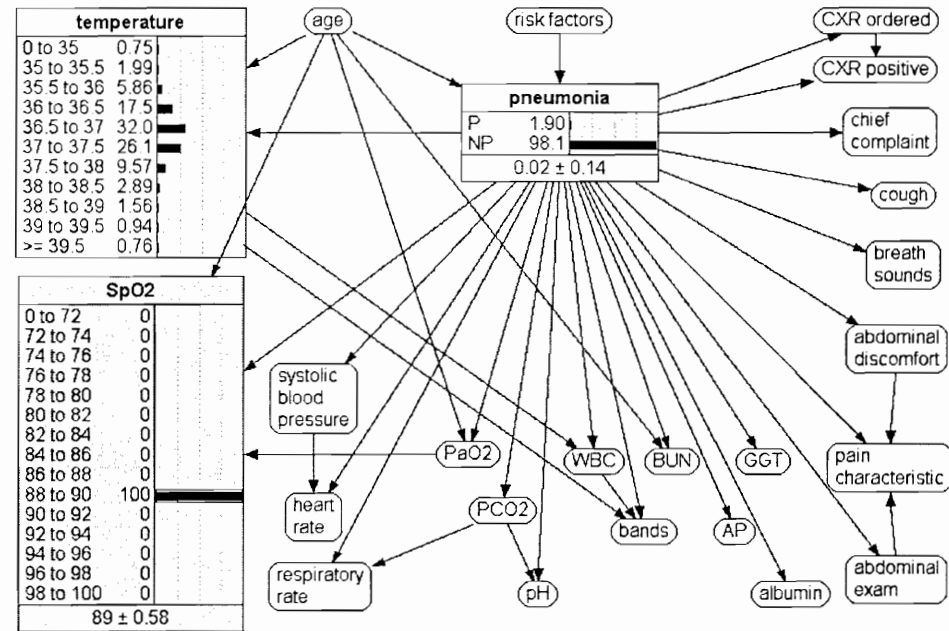 temperature
0 to 35 0.75
35 to 35.5 1.99
35.5 to 36 5.86
36 to 36.5 17.5
36.5 to 37 32.0
37 to 37.5 26.1
37.5 to 38 9.57
38 to 38.5 2.89
38.5 to 39 1.56
39 to 39.5 0.94
>= 39.5 0.76
age
risk factors
CXR ordered
CXR positive
pneumonia
P 1.90
NP 98.1
0.02 ± 0.14
chief
complaint
cough
breath
sounds
abdominal
discomfort
SpO2
0 to 72 0
72 to 74 0
74 to 76 0
76 to 78 0
78 to 80 0
80 to 82 0
82 to 84 0
84 to 86 0
86 to 88 0
88 to 90 100
90 to 92 0
92 to 94 0
94 to 96 0
96 to 98 0
98 to 100 0
89 ± 0.58
systolic
blood
pressure
PaO2
WBC
BUN
GGT
pain
characteristic
heart
rate
PCO2
bands
AP
respiratory
rate
pH
albumin
abdominal
exam